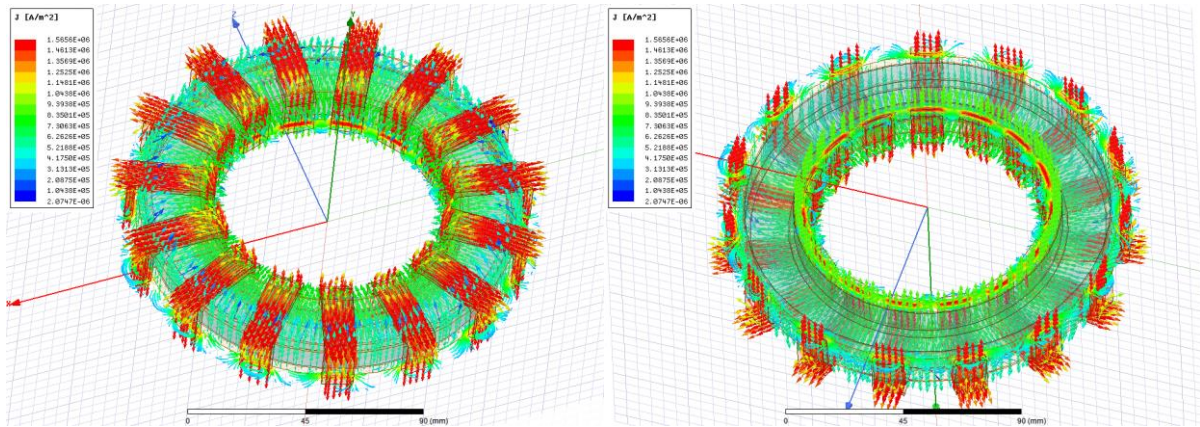 J [A/m^2]
1.5656E+06
1.4613E+06
1.3569E+06
1.2525E+06
1.1481E+06
1.0438E+06
9.3938E+05
8.3501E+05
7.3063E+05
6.2626E+05
5.2188E+05
4.1750E+05
3.1313E+05
2.0875E+05
1.0438E+05
2.0747E-06
Z
Y
X
0 45 90 (mm)
J [A/m^2]
1.5656E+06
1.4613E+06
1.3569E+06
1.2525E+06
1.1481E+06
1.0438E+06
9.3938E+05
8.3501E+05
7.3063E+05
6.2626E+05
5.2188E+05
4.1750E+05
3.1313E+05
2.0875E+05
1.0438E+05
2.0747E-06
0 45 90 (mm)